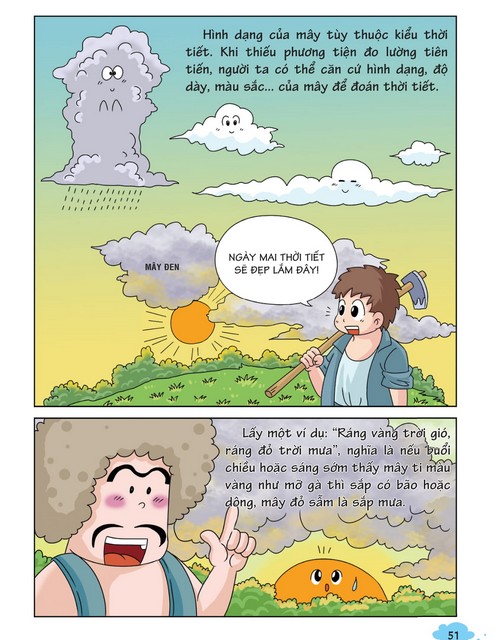 Hình dạng của mây tùy thuộc kiểu thời
tiết. Khi thiếu phương tiện đo lường tiên
tiến, người ta có thể căn cứ hình dạng, độ
dày, màu sắc... của mây để đoán thời tiết.
MÂY ĐEN
NGÀY MAI THỜI TIẾT
SẼ ĐẸP LẮM ĐÂY!
Lấy một ví dụ: “Ráng vàng trời gió,
ráng đỏ trời mưa”, nghĩa là nếu buổi
chiều hoặc sáng sớm thấy mây ti màu
vàng như mỡ gà thì sắp có bão hoặc
dông, mây đỏ sẫm là sắp mưa.
51